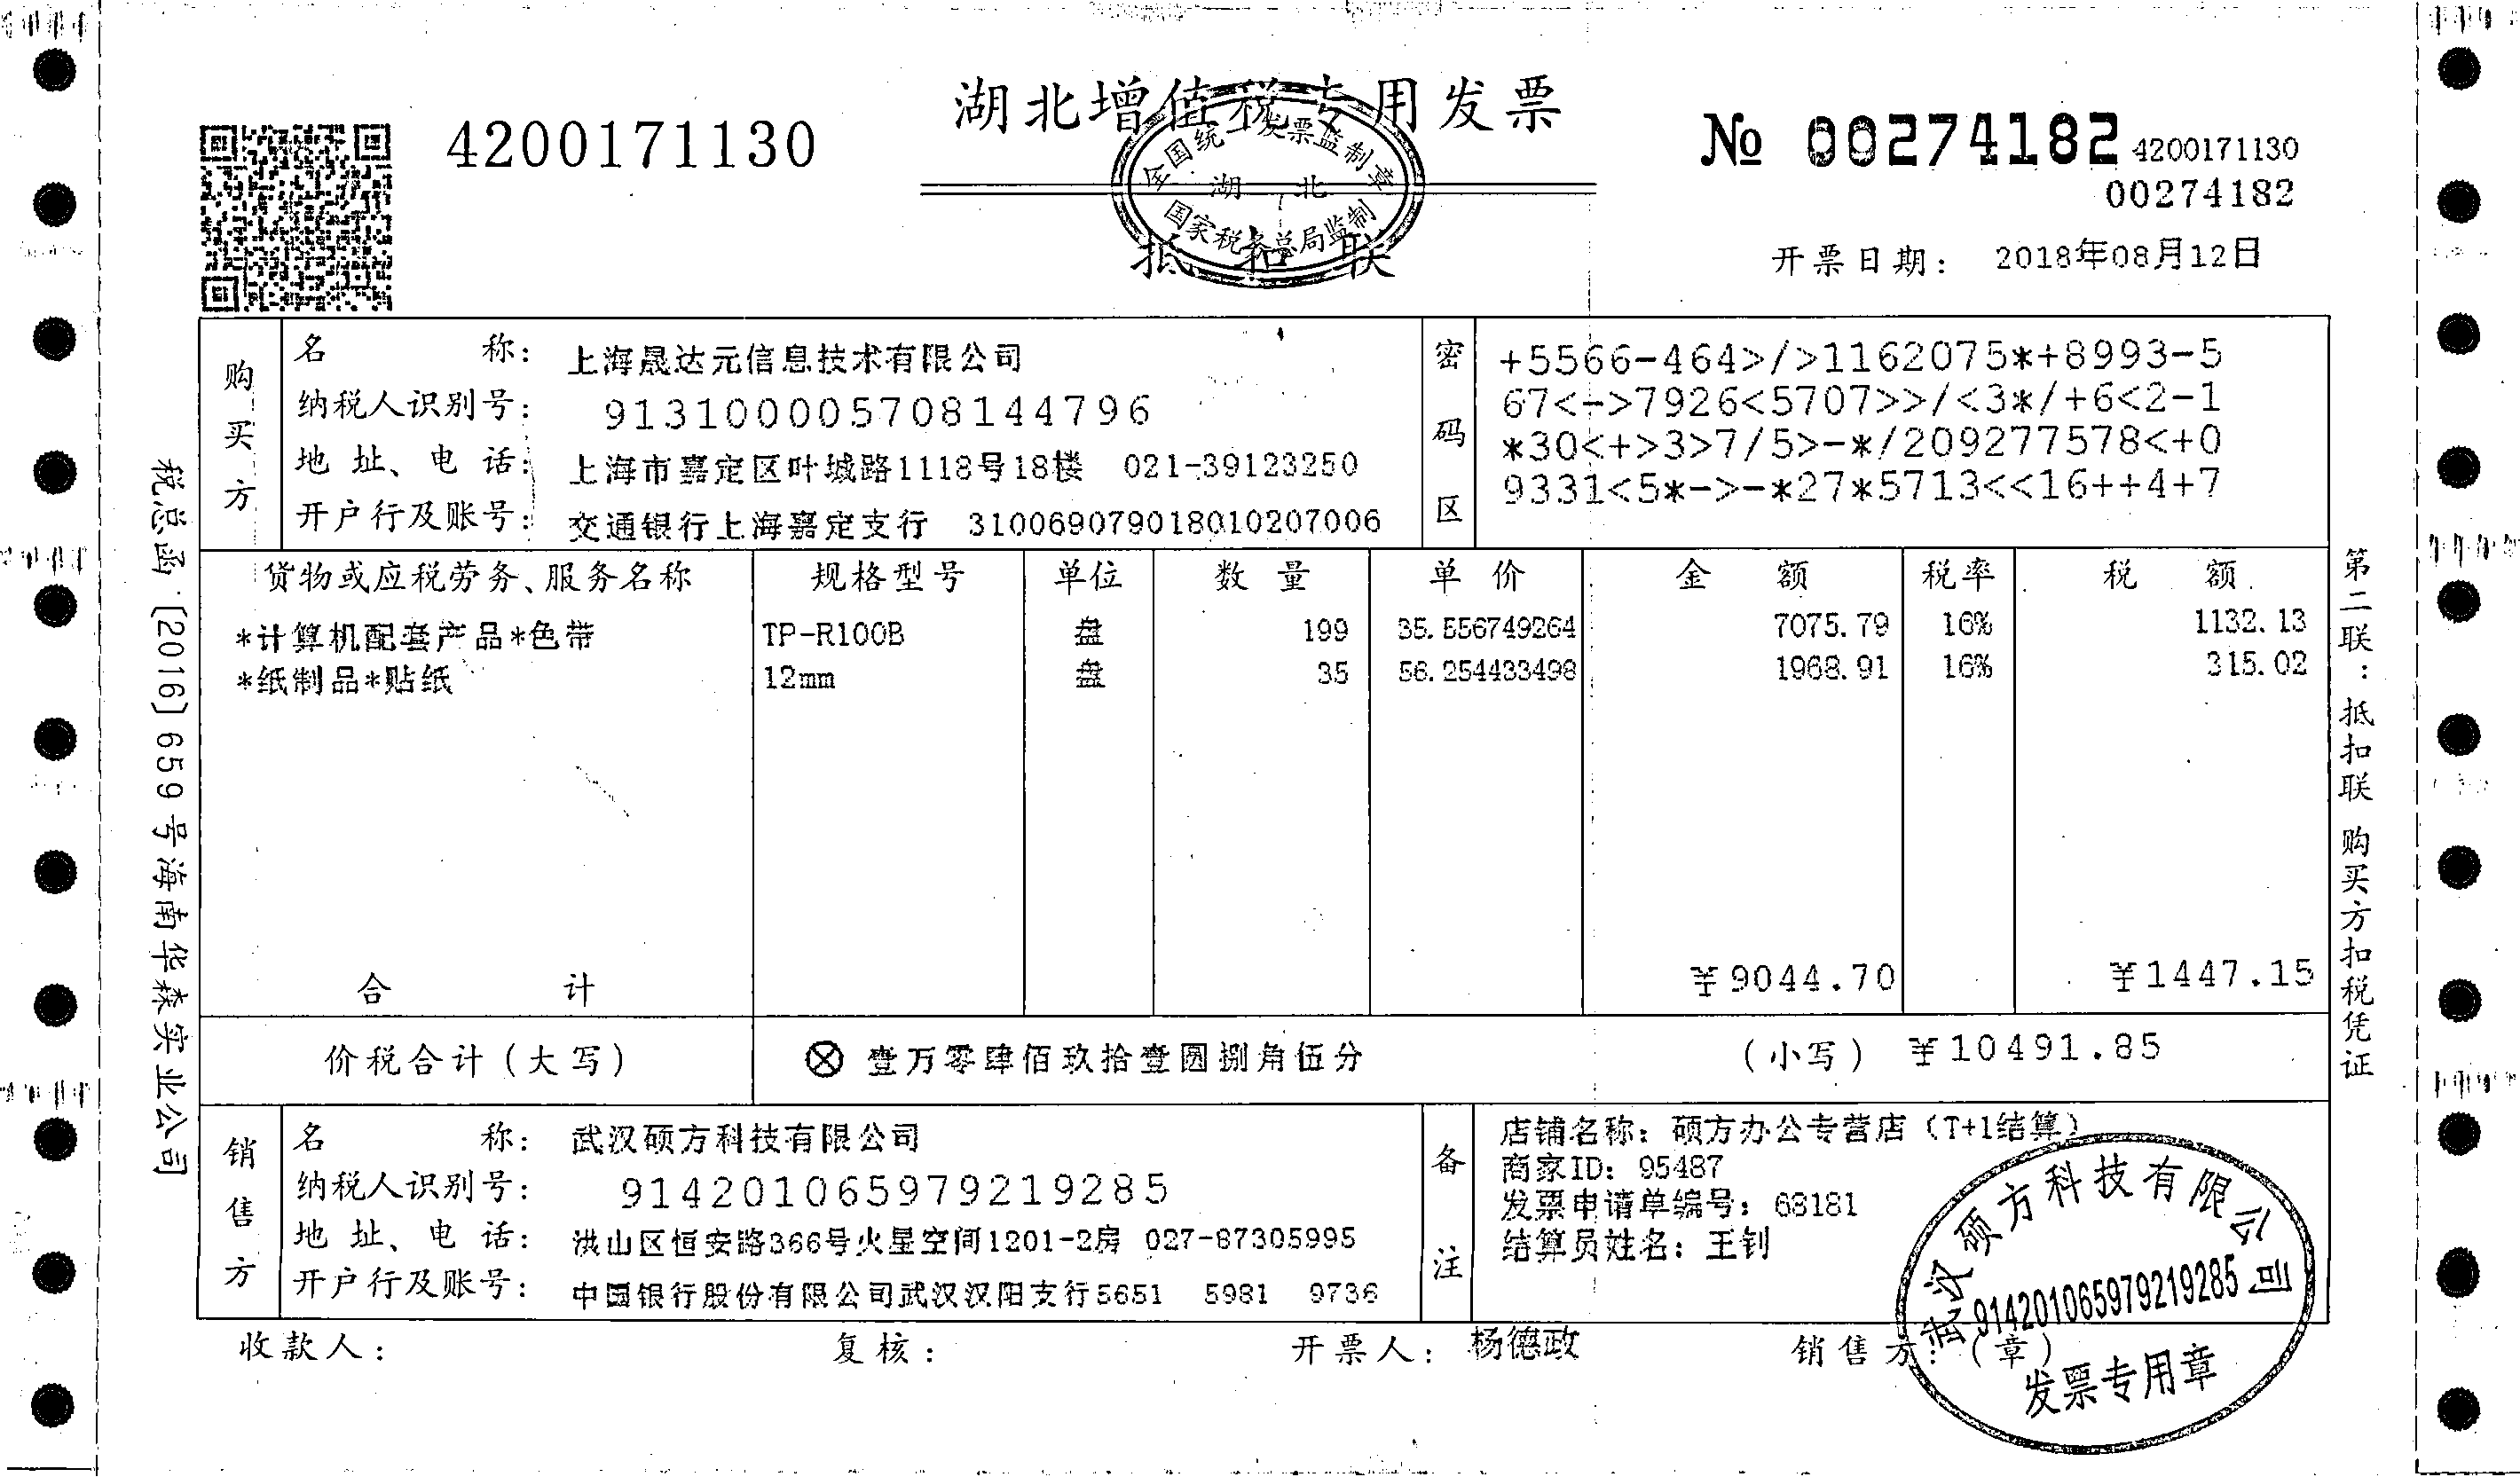 湖北增值税专用发票
4200171130
№ 00274182 4200171130
00274182
全国统一发票监制章
湖北
国家税务总局监制
抵扣联
开票日期: 2018年08月12日
购买方
名称: 上海晟达元信息技术有限公司
纳税人识别号: 913100005708144796
地址、电话: 上海市嘉定区叶城路1118号18楼 021-39123250
开户行及账号: 交通银行上海嘉定支行 310069079018010207006
密码区
+5566-464>/>1162075*+8993-5
67<->7926<5707>>/<3*/+6<2-1
*30<+>3>7/5>-*/209277578<+0
9331<5*->-*27*5713<<16++4+7
货物或应税劳务、服务名称 规格型号 单位 数量 单价 金额 税率 税额
*计算机配套产品*色带 TP-R100B 盘 199 35.556749264 7075.79 16% 1132.13
*纸制品*贴纸 12mm 盘 35 56.254433498 1968.91 16% 315.02
合计 ¥9044.70 ¥1447.15
价税合计(大写) ⊗ 壹万零肆佰玖拾壹圆捌角伍分 (小写) ¥10491.85
销售方
名称: 武汉硕方科技有限公司
纳税人识别号: 914201065979219285
地址、电话: 洪山区恒安路366号火星空间1201-2房 027-87305995
开户行及账号: 中国银行股份有限公司武汉汉阳支行5651 5981 9736
备注
店铺名称: 硕方办公专营店(T+1结算)
商家ID: 95487
发票申请单编号: 68181
结算员姓名: 王钊
收款人: 复核: 开票人: 杨德政 销售方:(章)
武汉硕方科技有限公司
914201065979219285
发票专用章
税总函[2016]659号海南华森实业公司
第二联:抵扣联 购买方扣税凭证